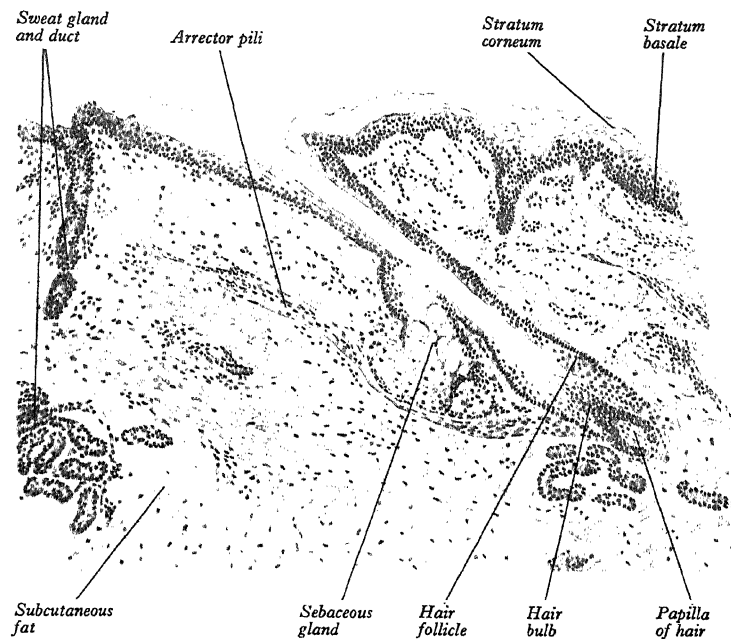 Sweat gland
and duct
Arrector pili
Stratum
corneum
Stratum
basale
Subcutaneous
fat
Sebaceous
gland
Hair
follicle
Hair
bulb
Papilla
of hair